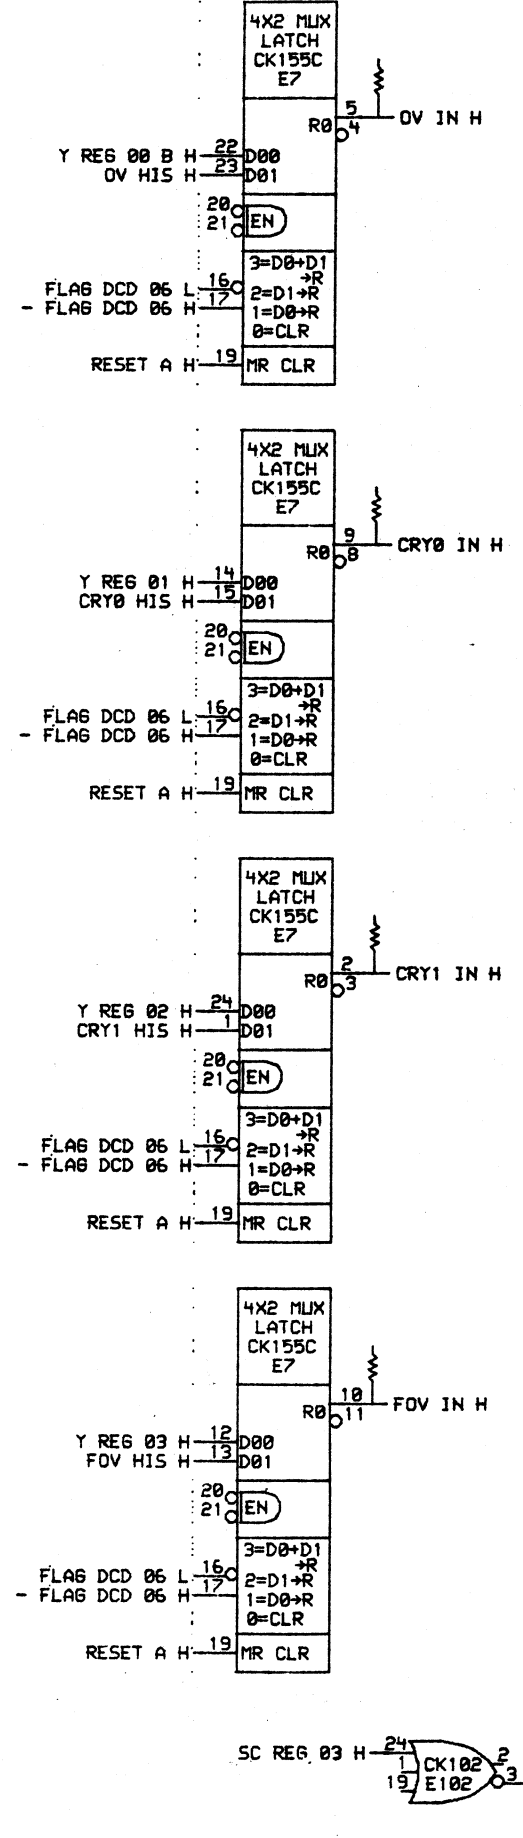 4X2 MUX
LATCH
CK155C
E7
5
R0
4
OV IN H
Y REG 00 B H 22 D00
OV HIS H 23 D01
20
21 EN
3=D0+D1
→R
FLAG DCD 06 L 16 2=D1→R
- FLAG DCD 06 H 17 1=D0→R
0=CLR
RESET A H 19 MR CLR
4X2 MUX
LATCH
CK155C
E7
9
R0
8
CRY0 IN H
Y REG 01 H 14 D00
CRY0 HIS H 15 D01
20
21 EN
3=D0+D1
→R
FLAG DCD 06 L 16 2=D1→R
- FLAG DCD 06 H 17 1=D0→R
0=CLR
RESET A H 19 MR CLR
4X2 MUX
LATCH
CK155C
E7
2
R0
3
CRY1 IN H
Y REG 02 H 24 D00
CRY1 HIS H 1 D01
20
21 EN
3=D0+D1
→R
FLAG DCD 06 L 16 2=D1→R
- FLAG DCD 06 H 17 1=D0→R
0=CLR
RESET A H 19 MR CLR
4X2 MUX
LATCH
CK155C
E7
10
R0
11
FOV IN H
Y REG 03 H 12 D00
FOV HIS H 13 D01
20
21 EN
3=D0+D1
→R
FLAG DCD 06 L 16 2=D1→R
- FLAG DCD 06 H 17 1=D0→R
0=CLR
RESET A H 19 MR CLR
SC REG 03 H 24
1 CK102 2
19 E102 3